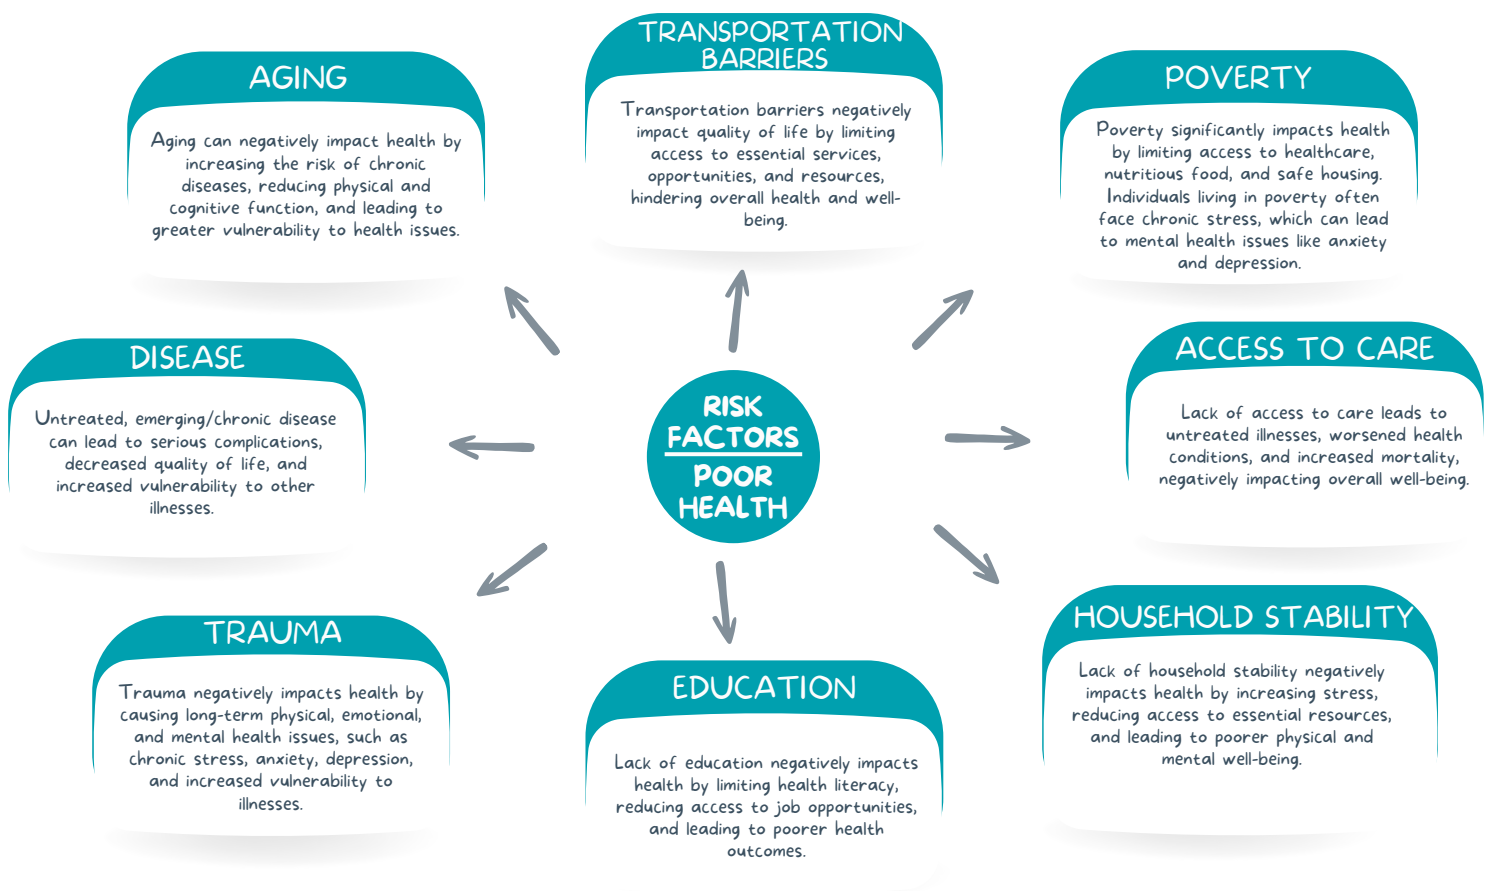 TRANSPORTATION
BARRIERS
Transportation barriers negatively
impact quality of life by limiting
access to essential services,
opportunities, and resources,
hindering overall health and well-
being.
AGING
Aging can negatively impact health by
increasing the risk of chronic
diseases, reducing physical and
cognitive function, and leading to
greater vulnerability to health issues.
POVERTY
Poverty significantly impacts health
by limiting access to healthcare,
nutritious food, and safe housing.
Individuals living in poverty often
face chronic stress, which can lead
to mental health issues like anxiety
and depression.
DISEASE
Untreated, emerging/chronic disease
can lead to serious complications,
decreased quality of life, and
increased vulnerability to other
illnesses.
RISK
FACTORS
POOR
HEALTH
ACCESS TO CARE
Lack of access to care leads to
untreated illnesses, worsened health
conditions, and increased mortality,
negatively impacting overall well-being.
TRAUMA
Trauma negatively impacts health by
causing long-term physical, emotional,
and mental health issues, such as
chronic stress, anxiety, depression,
and increased vulnerability to
illnesses.
EDUCATION
Lack of education negatively impacts
health by limiting health literacy,
reducing access to job opportunities,
and leading to poorer health
outcomes.
HOUSEHOLD STABILITY
Lack of household stability negatively
impacts health by increasing stress,
reducing access to essential resources,
and leading to poorer physical and
mental well-being.